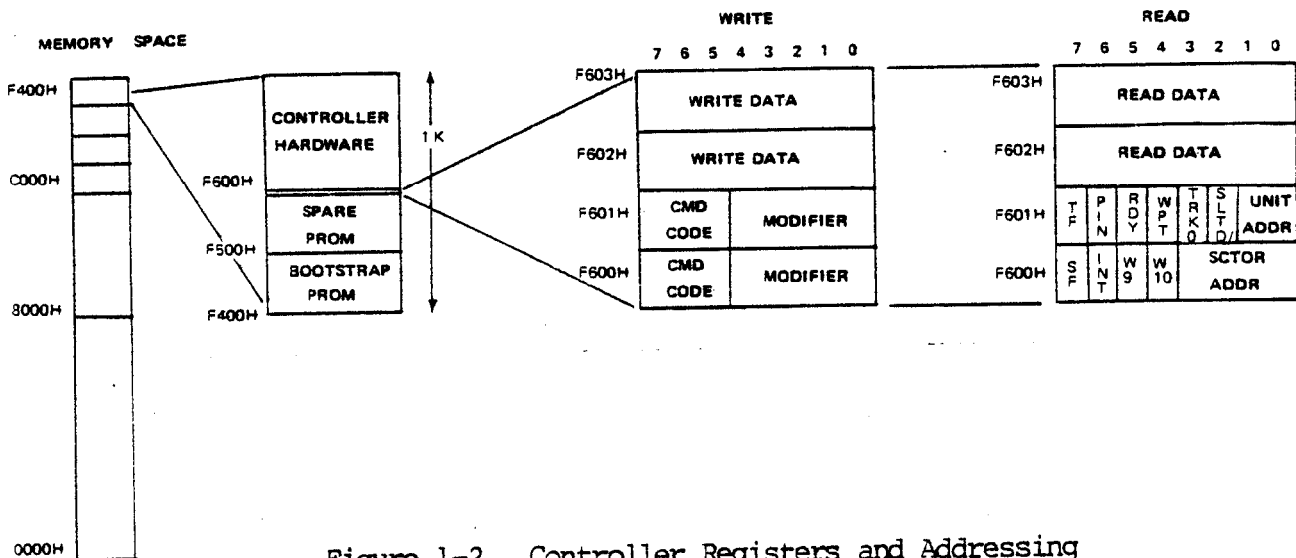 MEMORY SPACE
F400H
C000H
8000H
0000H
CONTROLLER
HARDWARE
1K
F600H
SPARE
PROM
F500H
BOOTSTRAP
PROM
F400H
WRITE
7 6 5 4 3 2 1 0
F603H
WRITE DATA
F602H
WRITE DATA
F601H
CMD
CODE
MODIFIER
F600H
CMD
CODE
MODIFIER
READ
7 6 5 4 3 2 1 0
F603H
READ DATA
F602H
READ DATA
F601H
TF
PIN
RDY
WPT
TRK0
SLTD/
UNIT
ADDR
F600H
SF
INT
W9
W10
SCTOR
ADDR
Figure 1-2 Controller Registers and Addressing